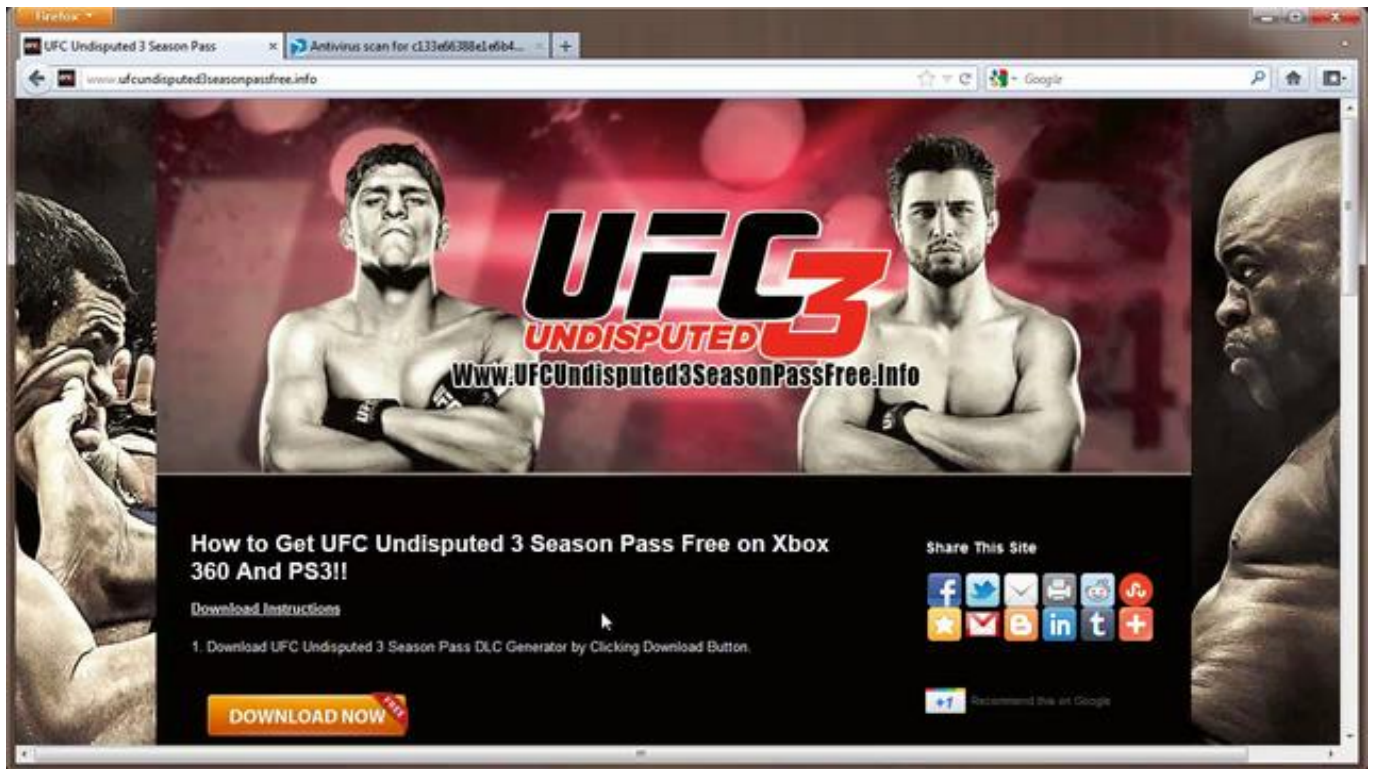 Firefox
UFC Undisputed 3 Season Pass
Antivirus scan for c133e66388e1e6b4...
www.ufcundisputed3seasonpassfree.info
Google
UFC 3
UNDISPUTED
Www.UFCUndisputed3SeasonPassFree.Info
UFC
How to Get UFC Undisputed 3 Season Pass Free on Xbox
360 And PS3!!
Download Instructions
1. Download UFC Undisputed 3 Season Pass DLC Generator by Clicking Download Button.
DOWNLOAD NOW
FREE
Share This Site
+1
Recommend this on Google